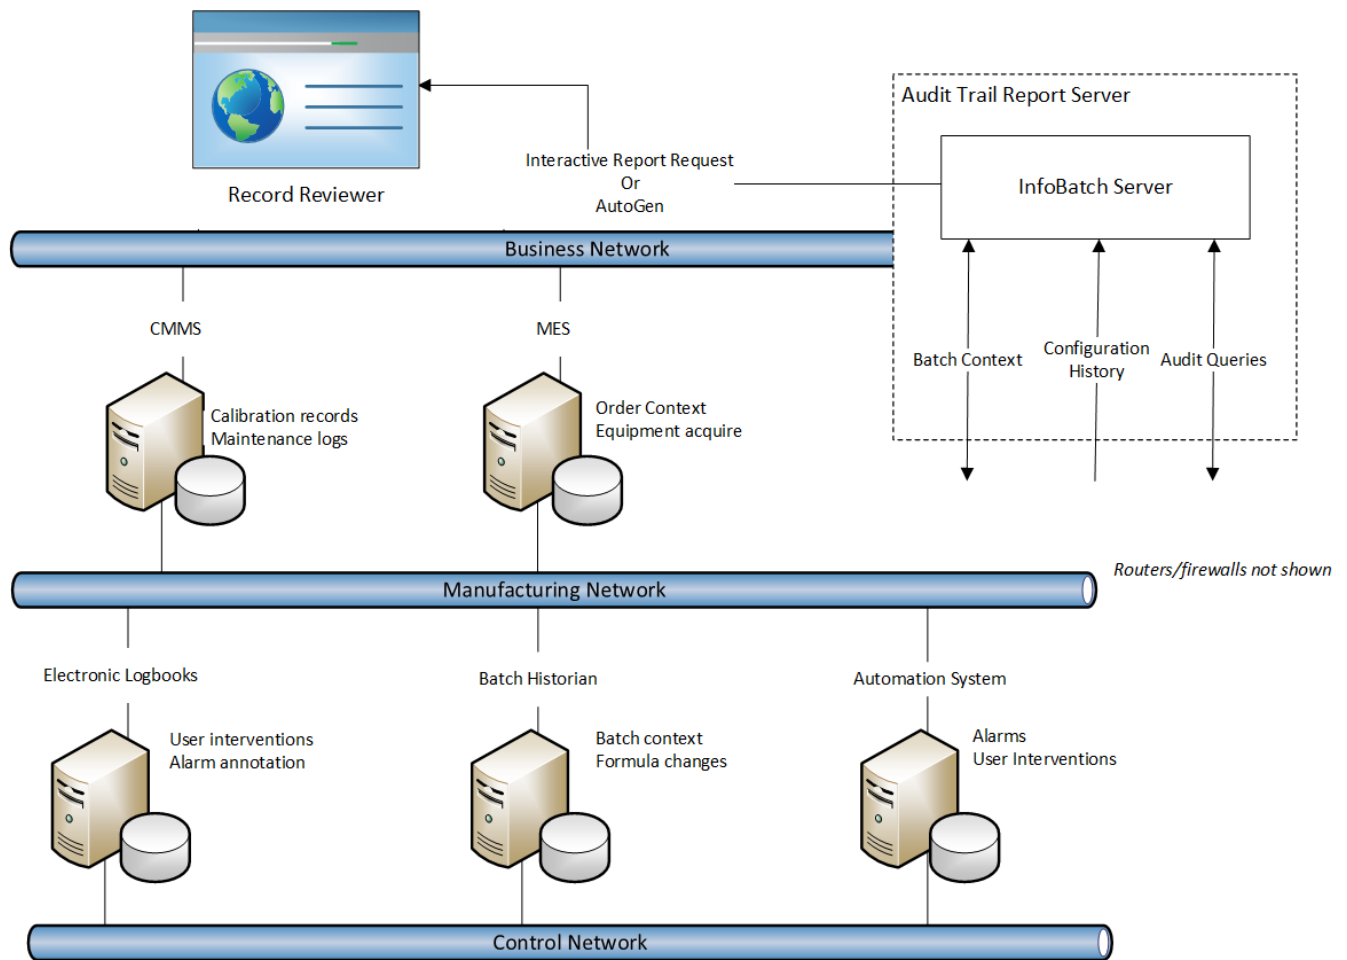 Audit Trail Report Server
Interactive Report Request
Or
AutoGen
InfoBatch Server
Record Reviewer
Business Network
CMMS
MES
Batch Context
Configuration
History
Audit Queries
Calibration records
Maintenance logs
Order Context
Equipment acquire
Routers/firewalls not shown
Manufacturing Network
Electronic Logbooks
Batch Historian
Automation System
User interventions
Alarm annotation
Batch context
Formula changes
Alarms
User Interventions
Control Network